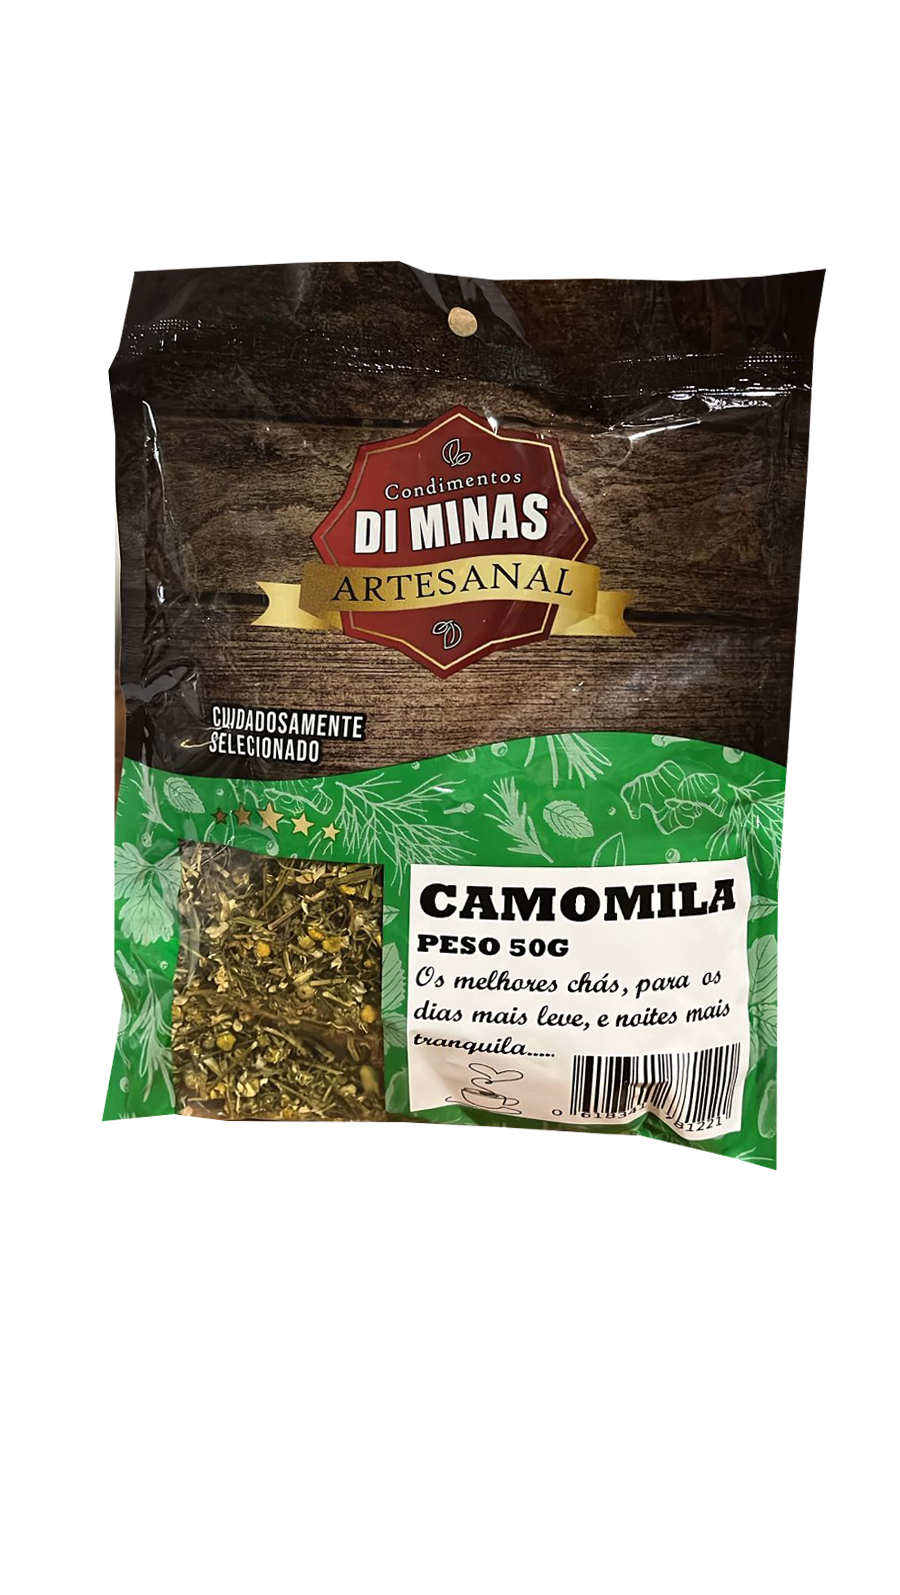 Condimentos
DI MINAS
ARTESANAL
CUIDADOSAMENTE
SELECIONADO
CAMOMILA
PESO 50G
Os melhores chás, para os
dias mais leve, e noites mais
tranquila.....
0